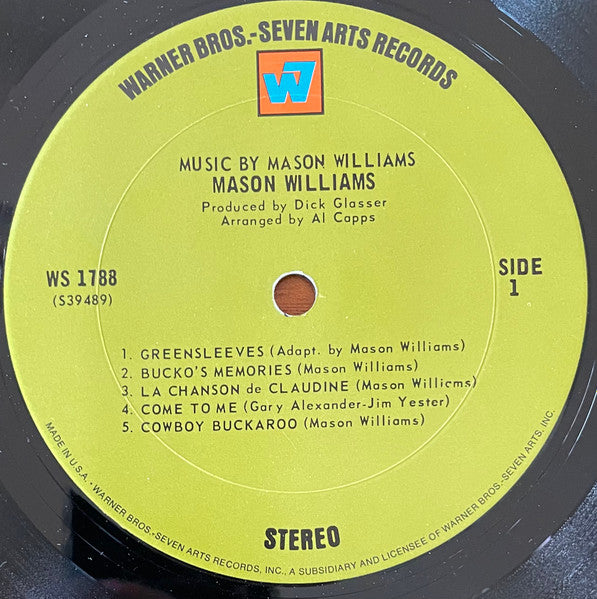 WARNER BROS.-SEVEN ARTS RECORDS
W7
MUSIC BY MASON WILLIAMS
MASON WILLIAMS
Produced by Dick Glasser
Arranged by Al Capps
WS 1788
(S39489)
SIDE
1
1. GREENSLEEVES (Adapt. by Mason Williams)
2. BUCKO'S MEMORIES (Mason Williams)
3. LA CHANSON de CLAUDINE (Mason Williams)
4. COME TO ME (Gary Alexander-Jim Yester)
5. COWBOY BUCKAROO (Mason Williams)
STEREO
MADE IN U.S.A. • WARNER BROS.-SEVEN ARTS RECORDS, INC., A SUBSIDIARY AND LICENSEE OF WARNER BROS.-SEVEN ARTS, INC.